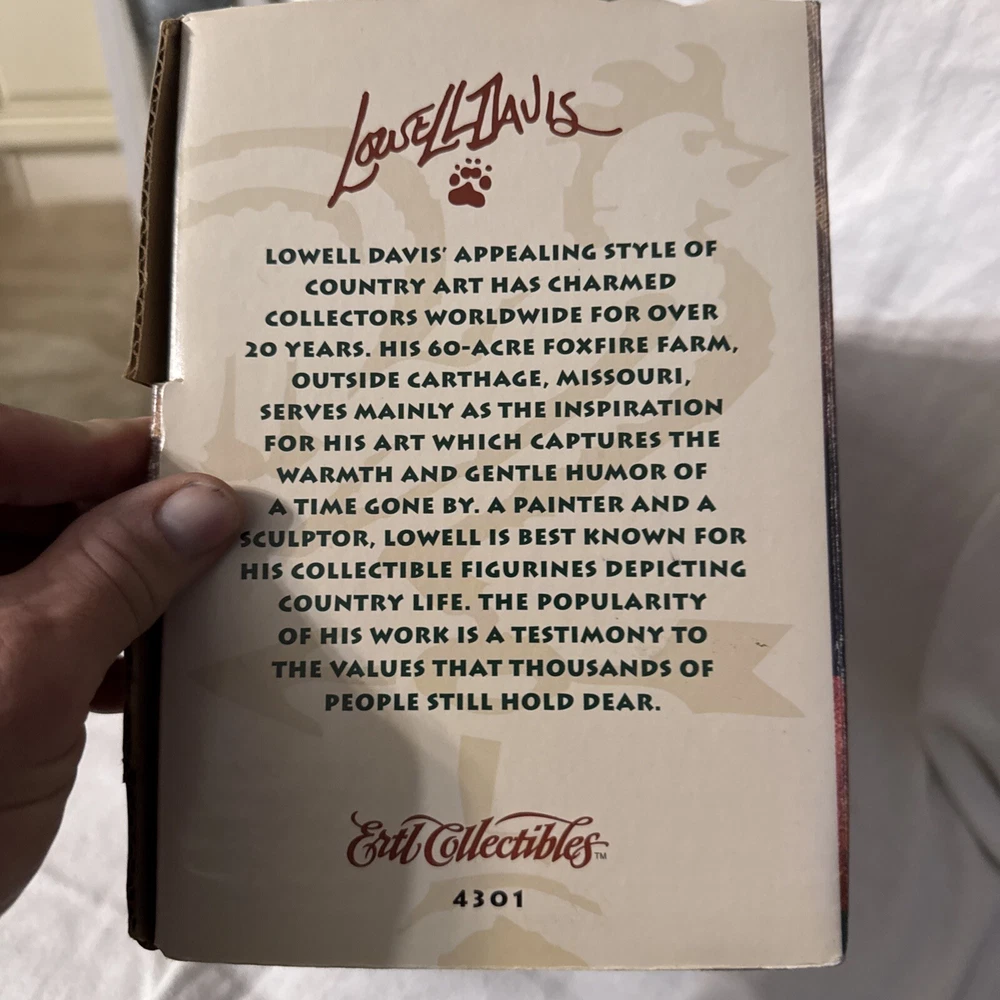 LOWELL DAVIS
LOWELL DAVIS' APPEALING STYLE OF
COUNTRY ART HAS CHARMED
COLLECTORS WORLDWIDE FOR OVER
20 YEARS. HIS 60-ACRE FOXFIRE FARM,
OUTSIDE CARTHAGE, MISSOURI,
SERVES MAINLY AS THE INSPIRATION
FOR HIS ART WHICH CAPTURES THE
WARMTH AND GENTLE HUMOR OF
A TIME GONE BY. A PAINTER AND A
SCULPTOR, LOWELL IS BEST KNOWN FOR
HIS COLLECTIBLE FIGURINES DEPICTING
COUNTRY LIFE. THE POPULARITY
OF HIS WORK IS A TESTIMONY TO
THE VALUES THAT THOUSANDS OF
PEOPLE STILL HOLD DEAR.
Ertl Collectibles™
4301